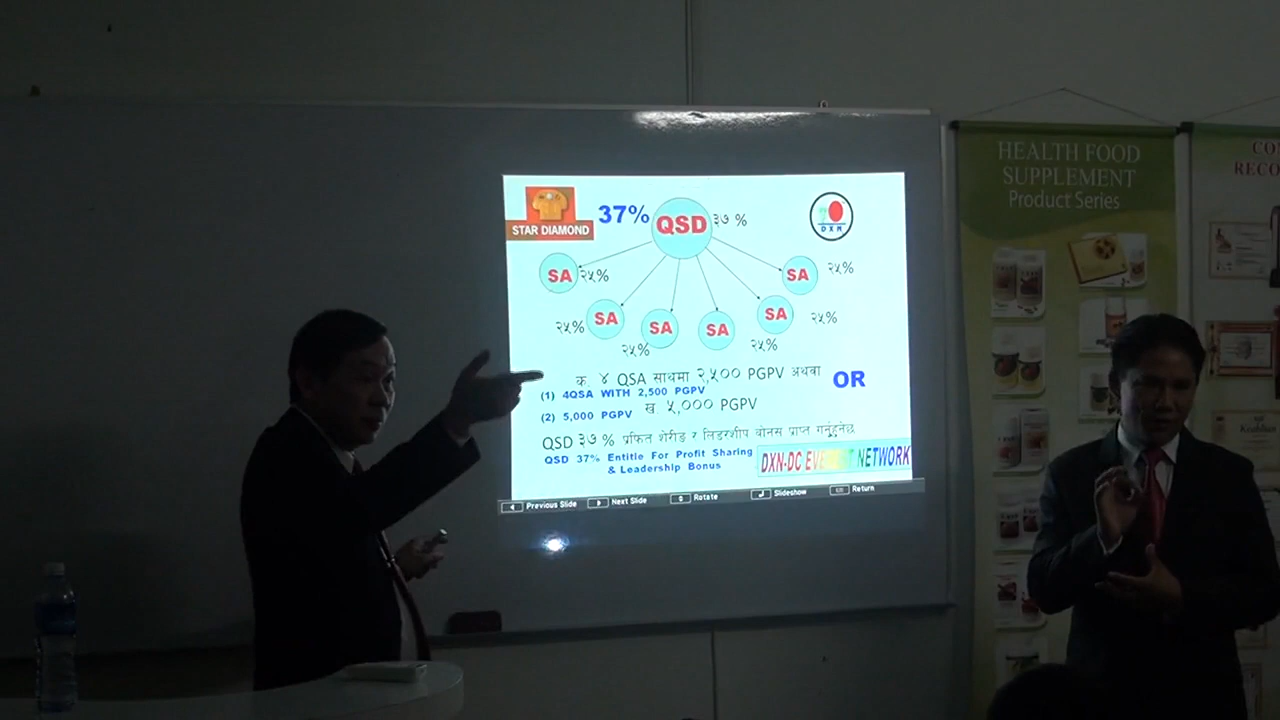 STAR DIAMOND
37%
QSD
३७ %
DXN
SA
२५%
SA
२५%
SA
२५%
SA
२५%
SA
२५%
SA
२५%
क. ४ QSA साथमा २,५०० PGPV अथवा
OR
(1) 4QSA WITH 2,500 PGPV
(2) 5,000 PGPV
ख. ५,००० PGPV
QSD ३७ % प्रफित शेरीङ र लिडरशीप वोनस प्राप्त गर्नुहुनेछ
QSD 37% Entitle For Profit Sharing
& Leadership Bonus
DXN-DC EVEREST NETWORK
Previous Slide
Next Slide
Rotate
Slideshow
Return
HEALTH FOOD
SUPPLEMENT
Product Series